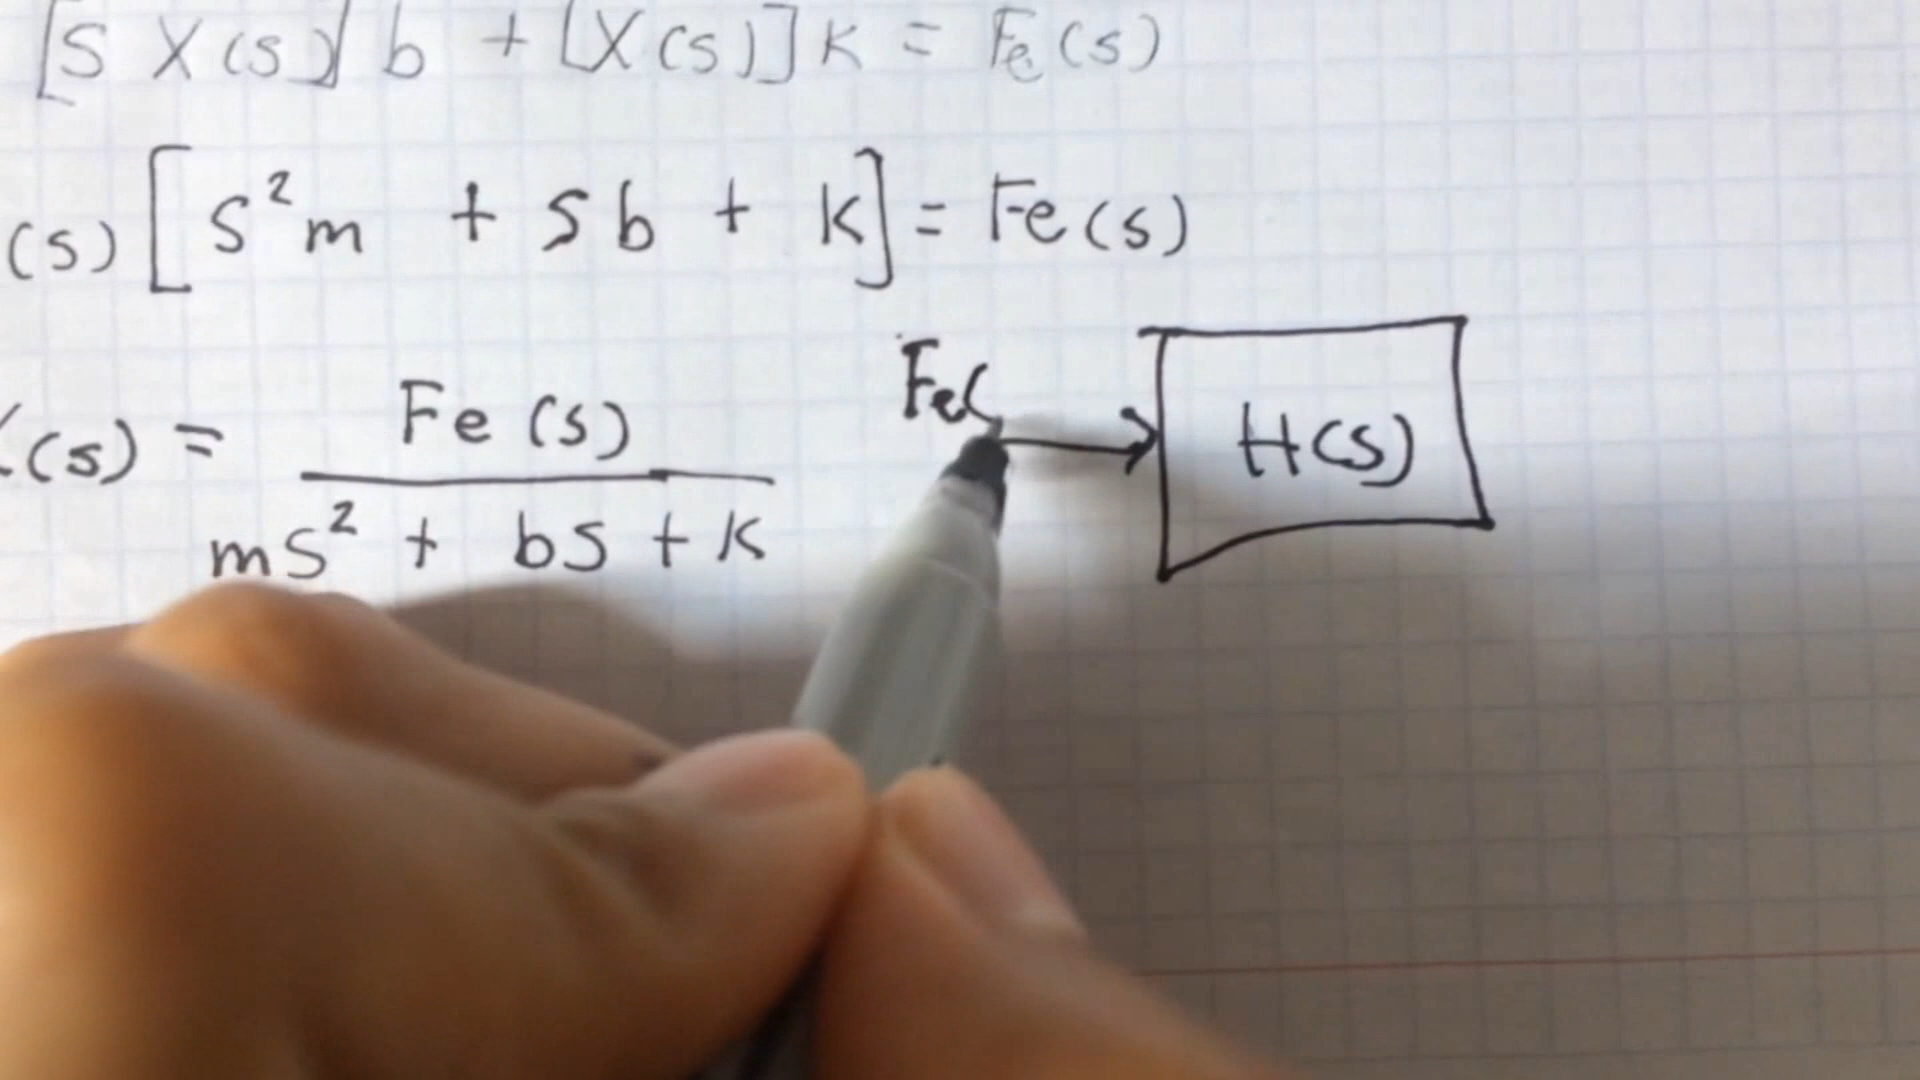 [S X(s)] b + [X(s)] k = Fe(s)
(s) [s²m + sb + k] = Fe(s)
(s) = Fe(s) / ms² + bs + k
Fe( H(s)